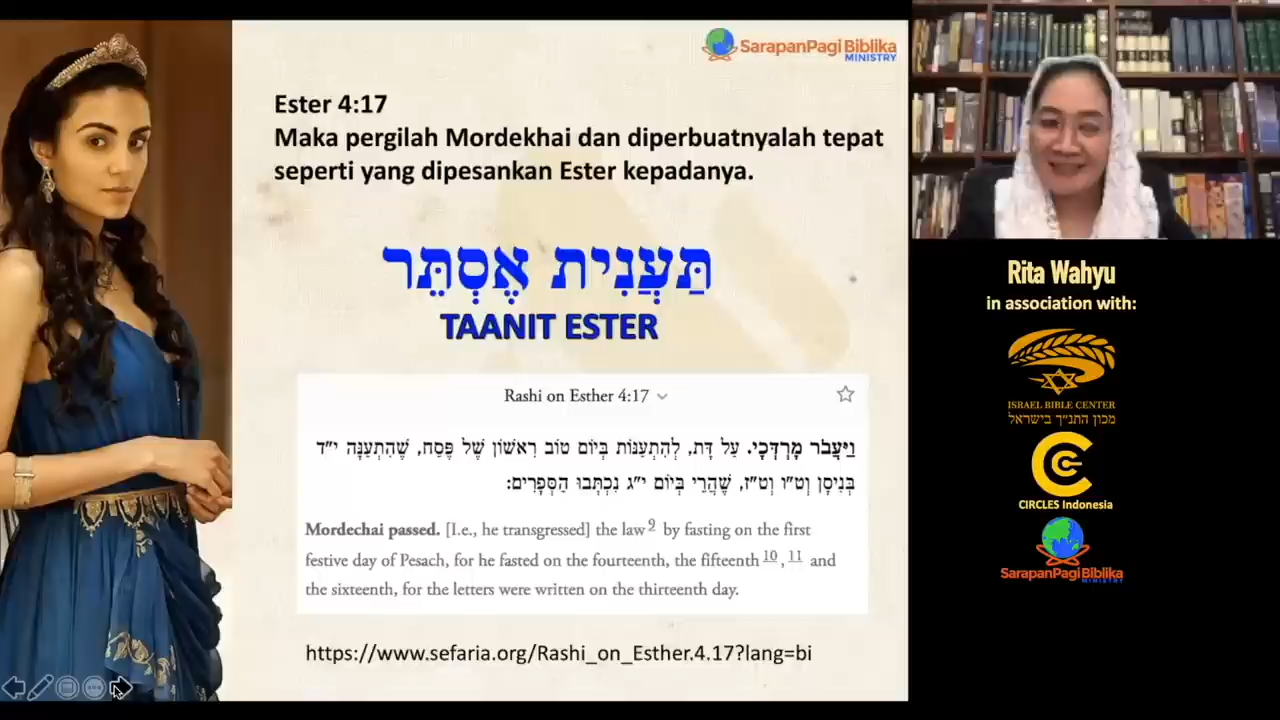 SarapanPagi Biblika
MINISTRY
Ester 4:17
Maka pergilah Mordekhai dan diperbuatnyalah tepat
seperti yang dipesankan Ester kepadanya.
תַּעֲנִית אֶסְתֵּר
TAANIT ESTER
Rashi on Esther 4:17
וַיַּעֲבֹר מָרְדְּכָי. עַל דָּת, לְהִתְעַנּוֹת בְּיוֹם טוֹב רִאשׁוֹן שֶׁל פֶּסַח, שֶׁהִתְעַנָּה י״ד
בְּנִיסָן וְט״ו וְט״ז, שֶׁהֲרֵי בְּיוֹם י״ג נִכְתְּבוּ הַסְּפָרִים:
Mordechai passed. [I.e., he transgressed] the law 9 by fasting on the first
festive day of Pesach, for he fasted on the fourteenth, the fifteenth 10, 11 and
the sixteenth, for the letters were written on the thirteenth day.
https://www.sefaria.org/Rashi_on_Esther.4.17?lang=bi
Rita Wahyu
in association with:
ISRAEL BIBLE CENTER
מכון התנ״ך בישראל
CIRCLES Indonesia
SarapanPagi Biblika
MINISTRY